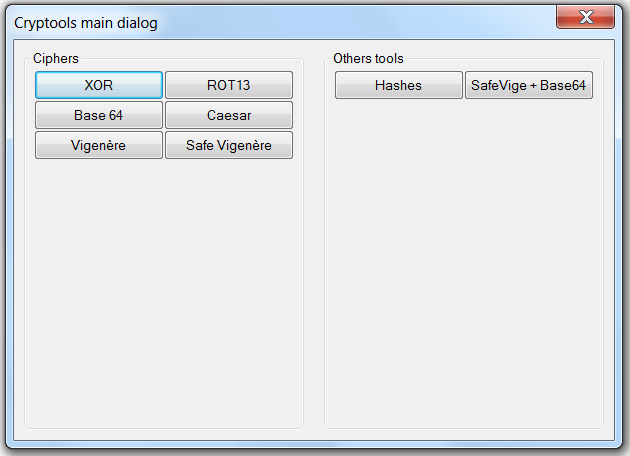 Cryptools main dialog
Ciphers
XOR ROT13
Base 64 Caesar
Vigenère Safe Vigenère
Others tools
Hashes SafeVige + Base64